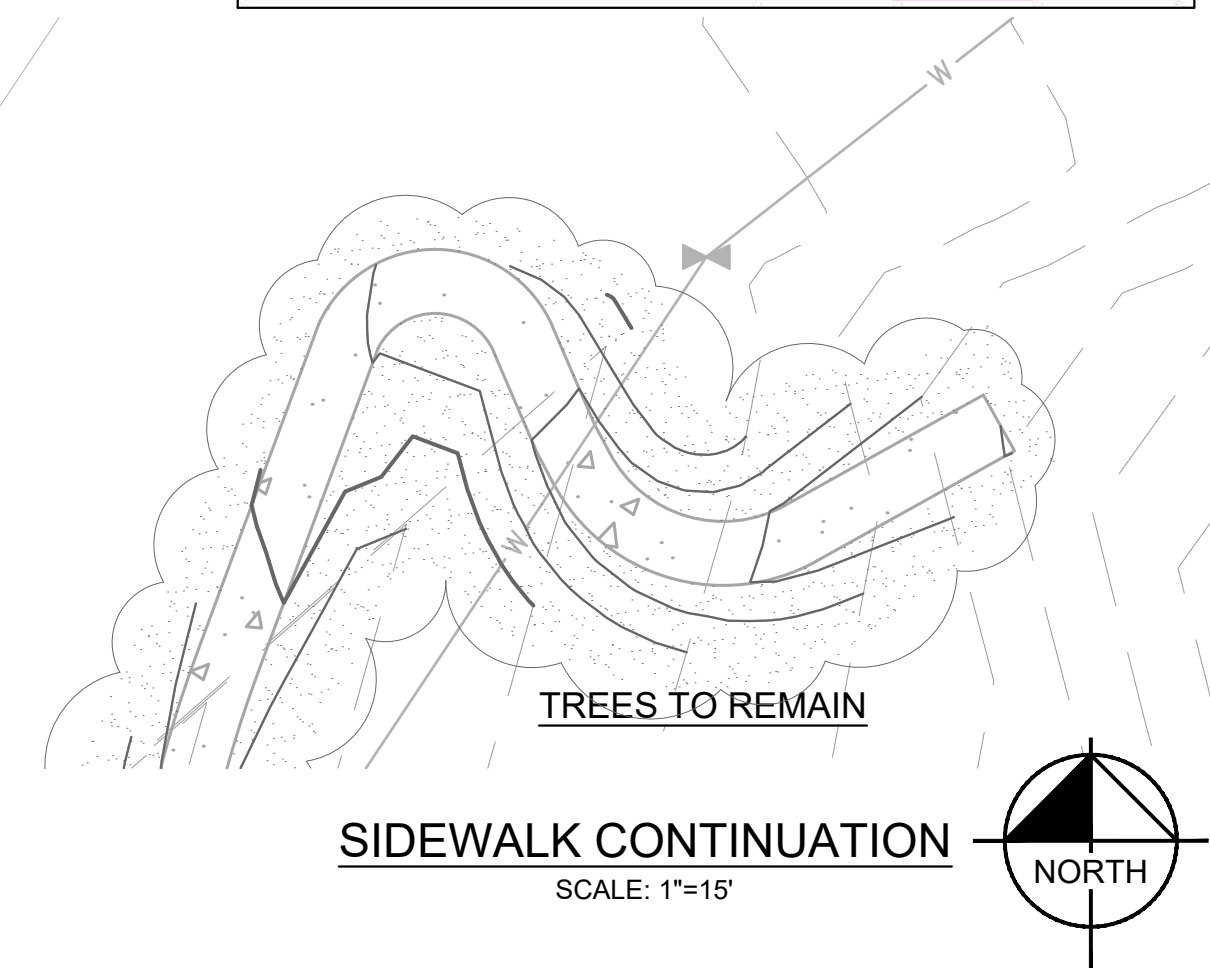 W
W
TREES TO REMAIN
SIDEWALK CONTINUATION
SCALE: 1"=15'
NORTH